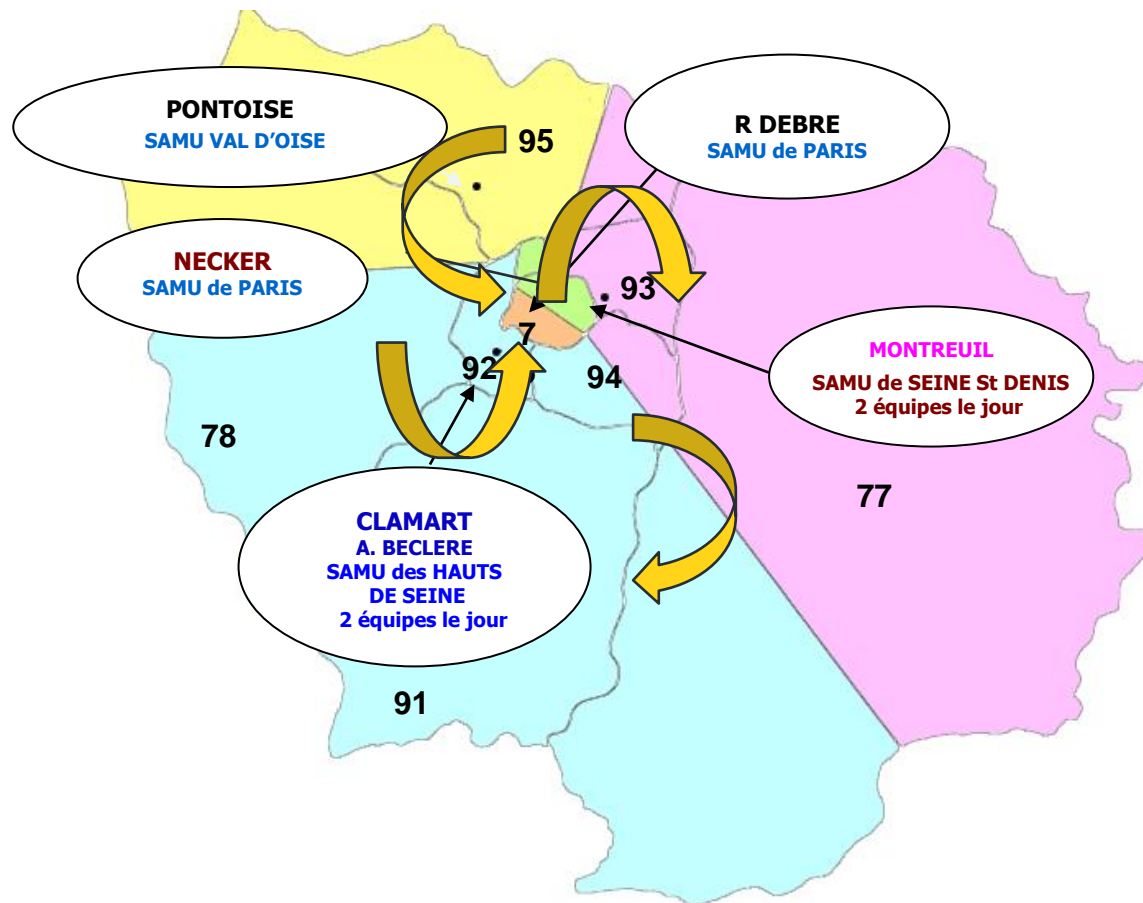 PONTOISE
SAMU VAL D'OISE
95
R DEBRE
SAMU de PARIS
NECKER
SAMU de PARIS
93
7
92
94
MONTREUIL
SAMU de SEINE St DENIS
2 équipes le jour
78
77
CLAMART
A. BECLERE
SAMU des HAUTS
DE SEINE
2 équipes le jour
91